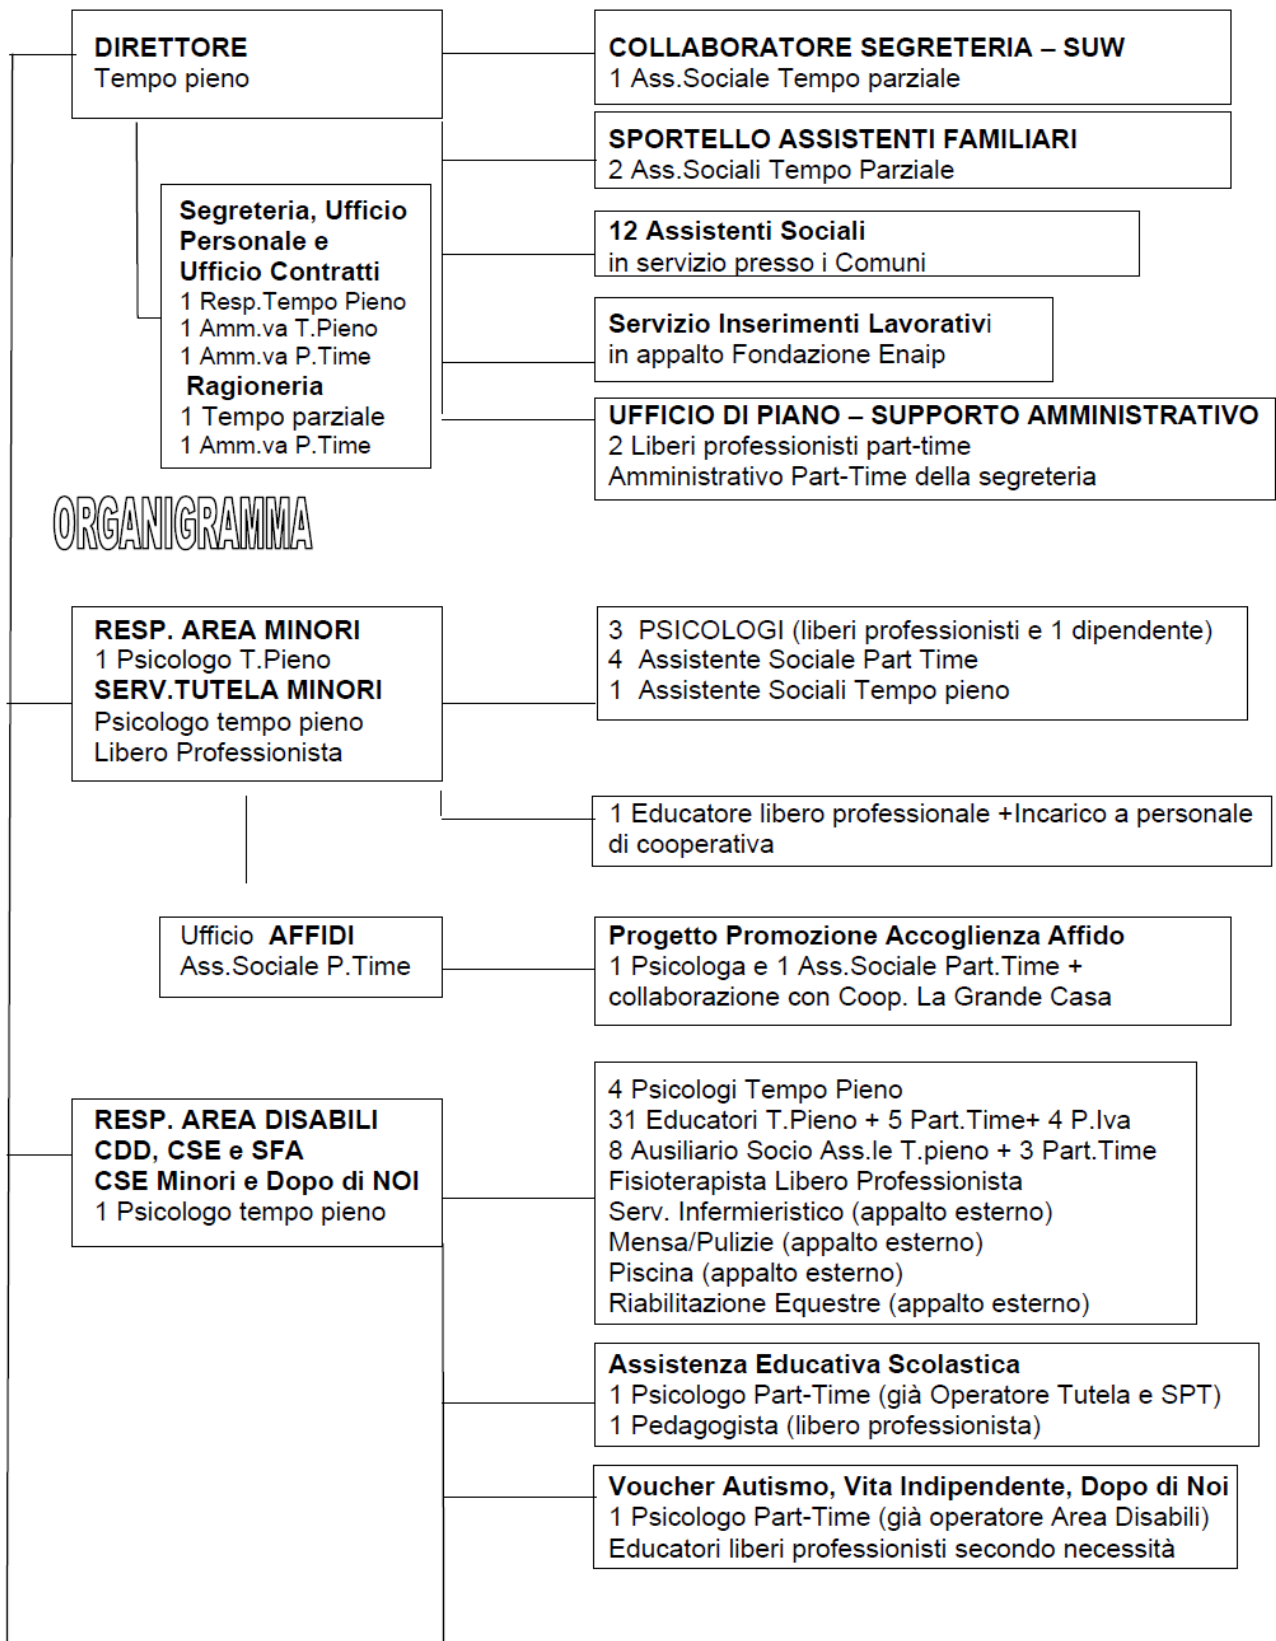 DIRETTORE
Tempo pieno
COLLABORATORE SEGRETERIA – SUW
1 Ass.Sociale Tempo parziale
SPORTELLO ASSISTENTI FAMILIARI
2 Ass.Sociali Tempo Parziale
Segreteria, Ufficio
Personale e
Ufficio Contratti
1 Resp.Tempo Pieno
1 Amm.va T.Pieno
1 Amm.va P.Time
Ragioneria
1 Tempo parziale
1 Amm.va P.Time
12 Assistenti Sociali
in servizio presso i Comuni
Servizio Inserimenti Lavorativi
in appalto Fondazione Enaip
UFFICIO DI PIANO – SUPPORTO AMMINISTRATIVO
2 Liberi professionisti part-time
Amministrativo Part-Time della segreteria
ORGANIGRAMMA
RESP. AREA MINORI
1 Psicologo T.Pieno
SERV.TUTELA MINORI
Psicologo tempo pieno
Libero Professionista
3 PSICOLOGI (liberi professionisti e 1 dipendente)
4 Assistente Sociale Part Time
1 Assistente Sociali Tempo pieno
1 Educatore libero professionale +Incarico a personale
di cooperativa
Ufficio AFFIDI
Ass.Sociale P.Time
Progetto Promozione Accoglienza Affido
1 Psicologa e 1 Ass.Sociale Part.Time +
collaborazione con Coop. La Grande Casa
RESP. AREA DISABILI
CDD, CSE e SFA
CSE Minori e Dopo di NOI
1 Psicologo tempo pieno
4 Psicologi Tempo Pieno
31 Educatori T.Pieno + 5 Part.Time+ 4 P.Iva
8 Ausiliario Socio Ass.le T.pieno + 3 Part.Time
Fisioterapista Libero Professionista
Serv. Infermieristico (appalto esterno)
Mensa/Pulizie (appalto esterno)
Piscina (appalto esterno)
Riabilitazione Equestre (appalto esterno)
Assistenza Educativa Scolastica
1 Psicologo Part-Time (già Operatore Tutela e SPT)
1 Pedagogista (libero professionista)
Voucher Autismo, Vita Indipendente, Dopo di Noi
1 Psicologo Part-Time (già operatore Area Disabili)
Educatori liberi professionisti secondo necessità